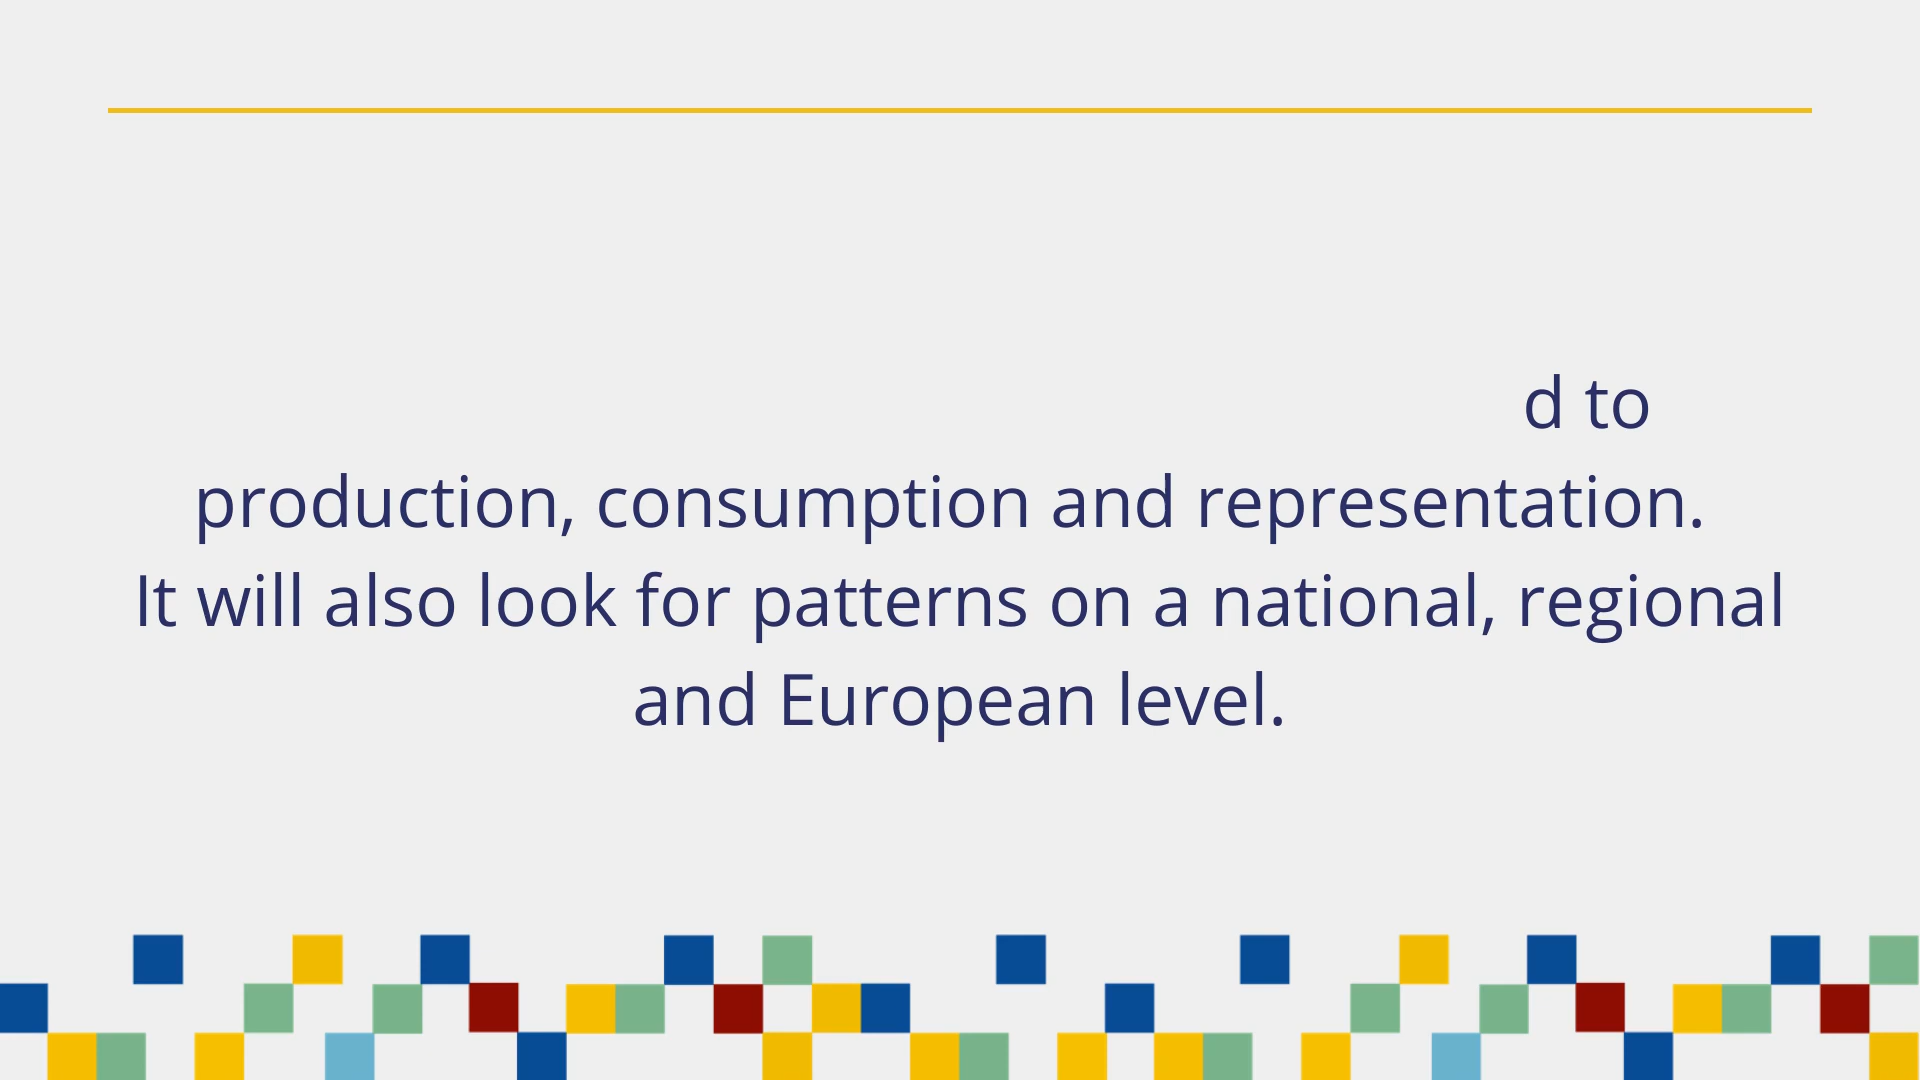 d to
production, consumption and representation.
It will also look for patterns on a national, regional
and European level.